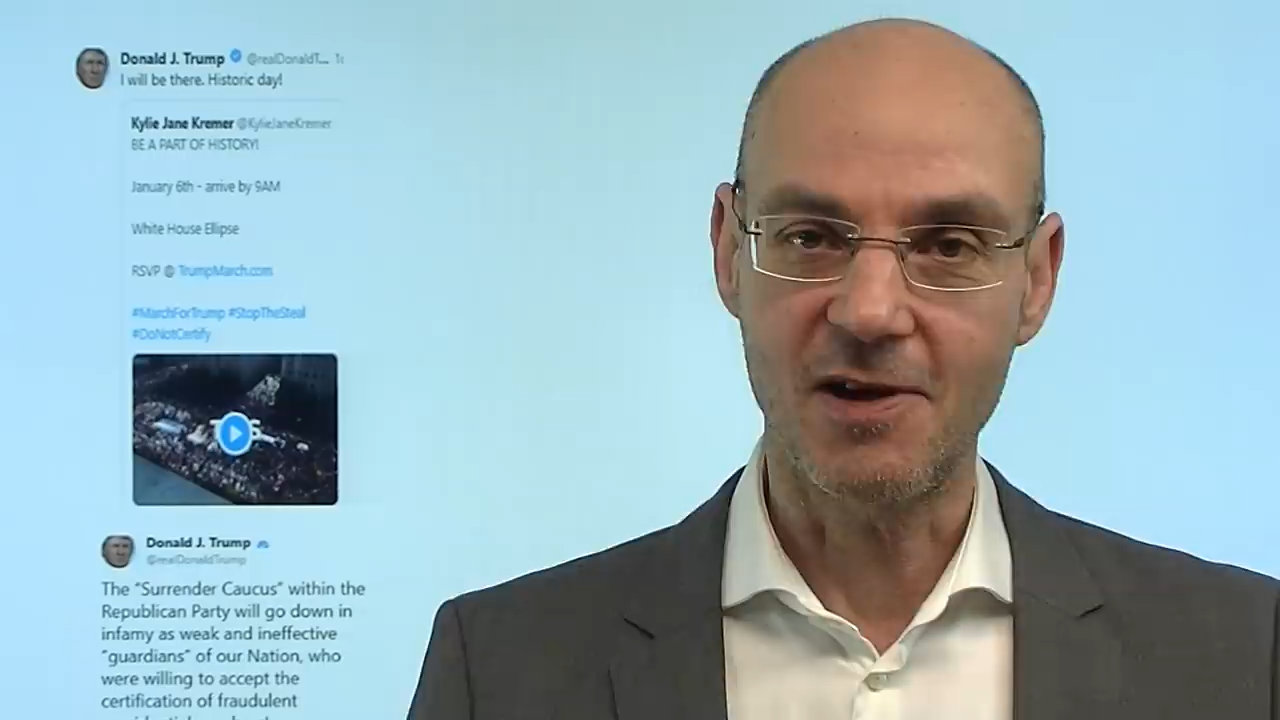 Donald J. Trump @realDonaldT...
I will be there. Historic day!
Kylie Jane Kremer @KylieJaneKremer
BE A PART OF HISTORY!
January 6th - arrive by 9AM
White House Ellipse
RSVP @ TrumpMarch.com
#MarchForTrump #StopTheSteal
#DoNotCertify
Donald J. Trump
@realDonaldTrump
The "Surrender Caucus" within the
Republican Party will go down in
infamy as weak and ineffective
"guardians" of our Nation, who
were willing to accept the
certification of fraudulent